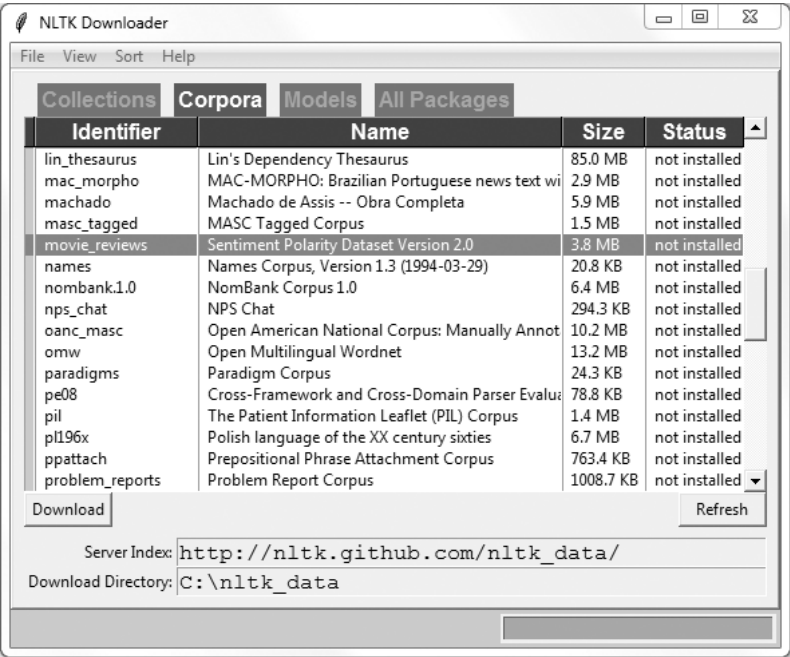 NLTK Downloader
File View Sort Help
Collections Corpora Models All Packages
Identifier Name Size Status
lin_thesaurus Lin's Dependency Thesaurus 85.0 MB not installed
mac_morpho MAC-MORPHO: Brazilian Portuguese news text wi 2.9 MB not installed
machado Machado de Assis -- Obra Completa 5.9 MB not installed
masc_tagged MASC Tagged Corpus 1.5 MB not installed
movie_reviews Sentiment Polarity Dataset Version 2.0 3.8 MB not installed
names Names Corpus, Version 1.3 (1994-03-29) 20.8 KB not installed
nombank.1.0 NomBank Corpus 1.0 6.4 MB not installed
nps_chat NPS Chat 294.3 KB not installed
oanc_masc Open American National Corpus: Manually Annot 10.2 MB not installed
omw Open Multilingual Wordnet 13.2 MB not installed
paradigms Paradigm Corpus 24.3 KB not installed
pe08 Cross-Framework and Cross-Domain Parser Evalua 78.8 KB not installed
pil The Patient Information Leaflet (PIL) Corpus 1.4 MB not installed
pl196x Polish language of the XX century sixties 6.7 MB not installed
ppattach Prepositional Phrase Attachment Corpus 763.4 KB not installed
problem_reports Problem Report Corpus 1008.7 KB not installed
Download Refresh
Server Index: http://nltk.github.com/nltk_data/
Download Directory: C:\nltk_data